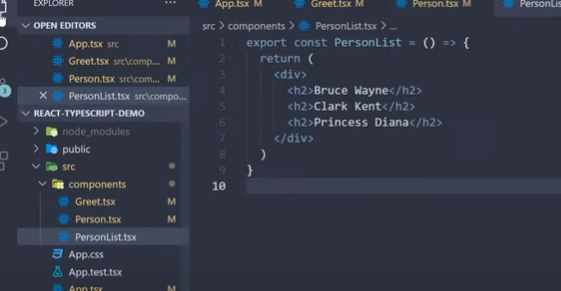 EXPLORER
OPEN EDITORS
App.tsx src M
Greet.tsx src\com... M
Person.tsx src\com... M
PersonList.tsx src\compo...
REACT-TYPESCRIPT-DEMO
node_modules
public
src
components
Greet.tsx M
Person.tsx M
PersonList.tsx
App.css
App.test.tsx
App.tsx M
3
App.tsx M
Greet.tsx M
Person.tsx M
PersonLis
src > components > PersonList.tsx > ...
1 export const PersonList = () => {
2 return (
3 <div>
4 <h2>Bruce Wayne</h2>
5 <h2>Clark Kent</h2>
6 <h2>Princess Diana</h2>
7 </div>
8 )
9 }
10